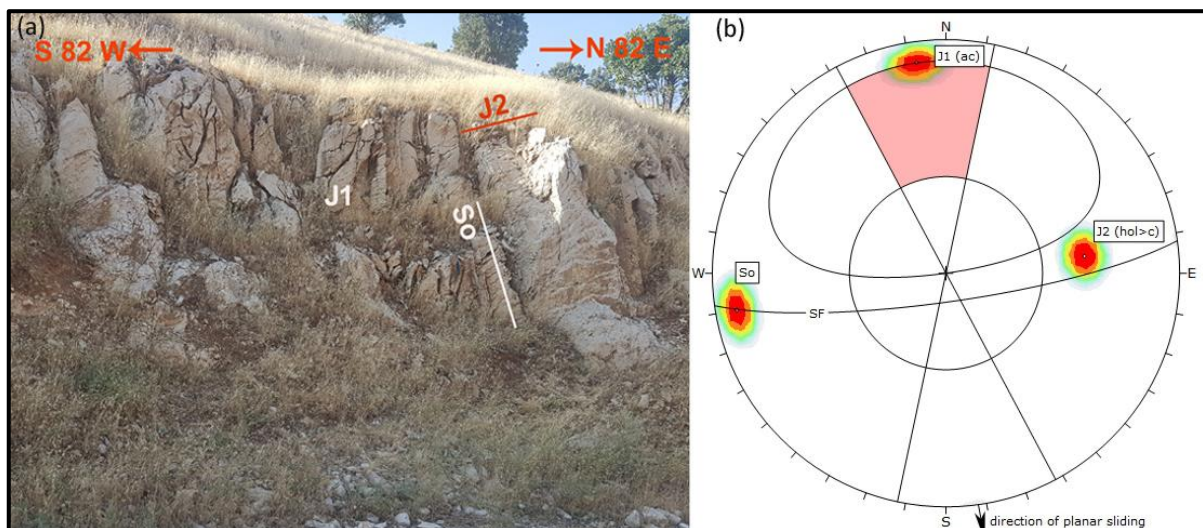 (a)
S 82 W
N 82 E
J2
J1
So
(b)
N
J1 (ac)
J2 (hol>c)
W
So
E
SF
S
direction of planar sliding